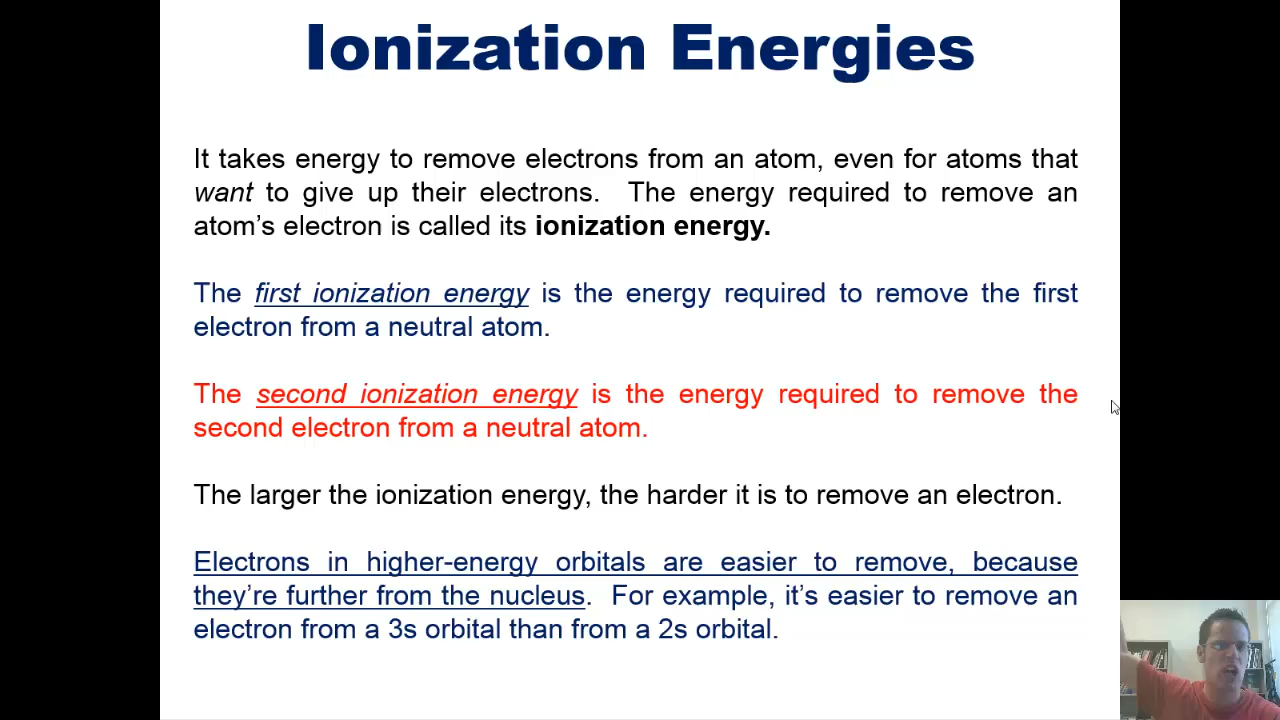 Ionization Energies
It takes energy to remove electrons from an atom, even for atoms that
want to give up their electrons. The energy required to remove an
atom’s electron is called its ionization energy.
The first ionization energy is the energy required to remove the first
electron from a neutral atom.
The second ionization energy is the energy required to remove the
second electron from a neutral atom.
The larger the ionization energy, the harder it is to remove an electron.
Electrons in higher-energy orbitals are easier to remove, because
they’re further from the nucleus. For example, it’s easier to remove an
electron from a 3s orbital than from a 2s orbital.